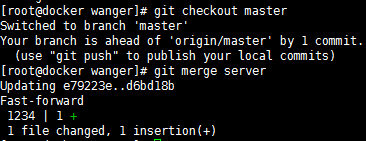 [root@docker wanger]# git checkout master
Switched to branch 'master'
Your branch is ahead of 'origin/master' by 1 commit.
  (use "git push" to publish your local commits)
[root@docker wanger]# git merge server
Updating e79223e..d6bd18b
Fast-forward
 1234 | 1 +
 1 file changed, 1 insertion(+)